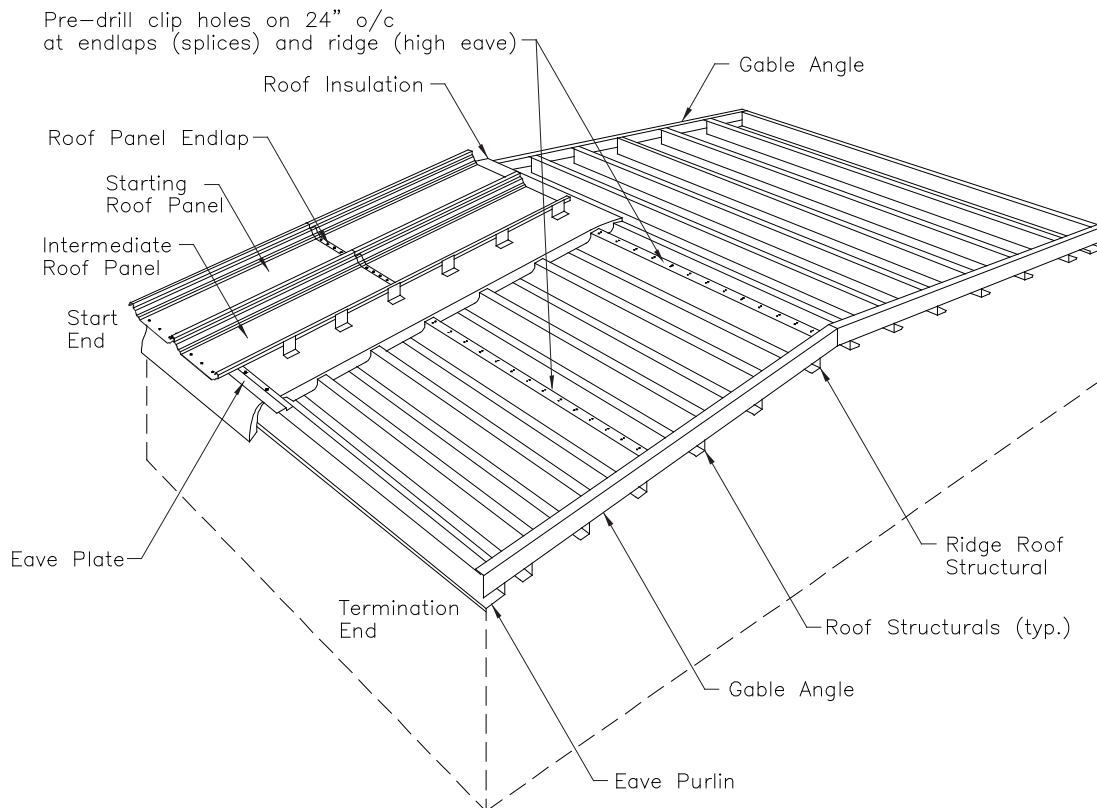 Pre-drill clip holes on 24" o/c
at endlaps (splices) and ridge (high eave)
Gable Angle
Roof Insulation
Roof Panel Endlap
Starting
Roof Panel
Intermediate
Roof Panel
Start
End
Eave Plate
Termination
End
Ridge Roof
Structural
Roof Structurals (typ.)
Gable Angle
Eave Purlin